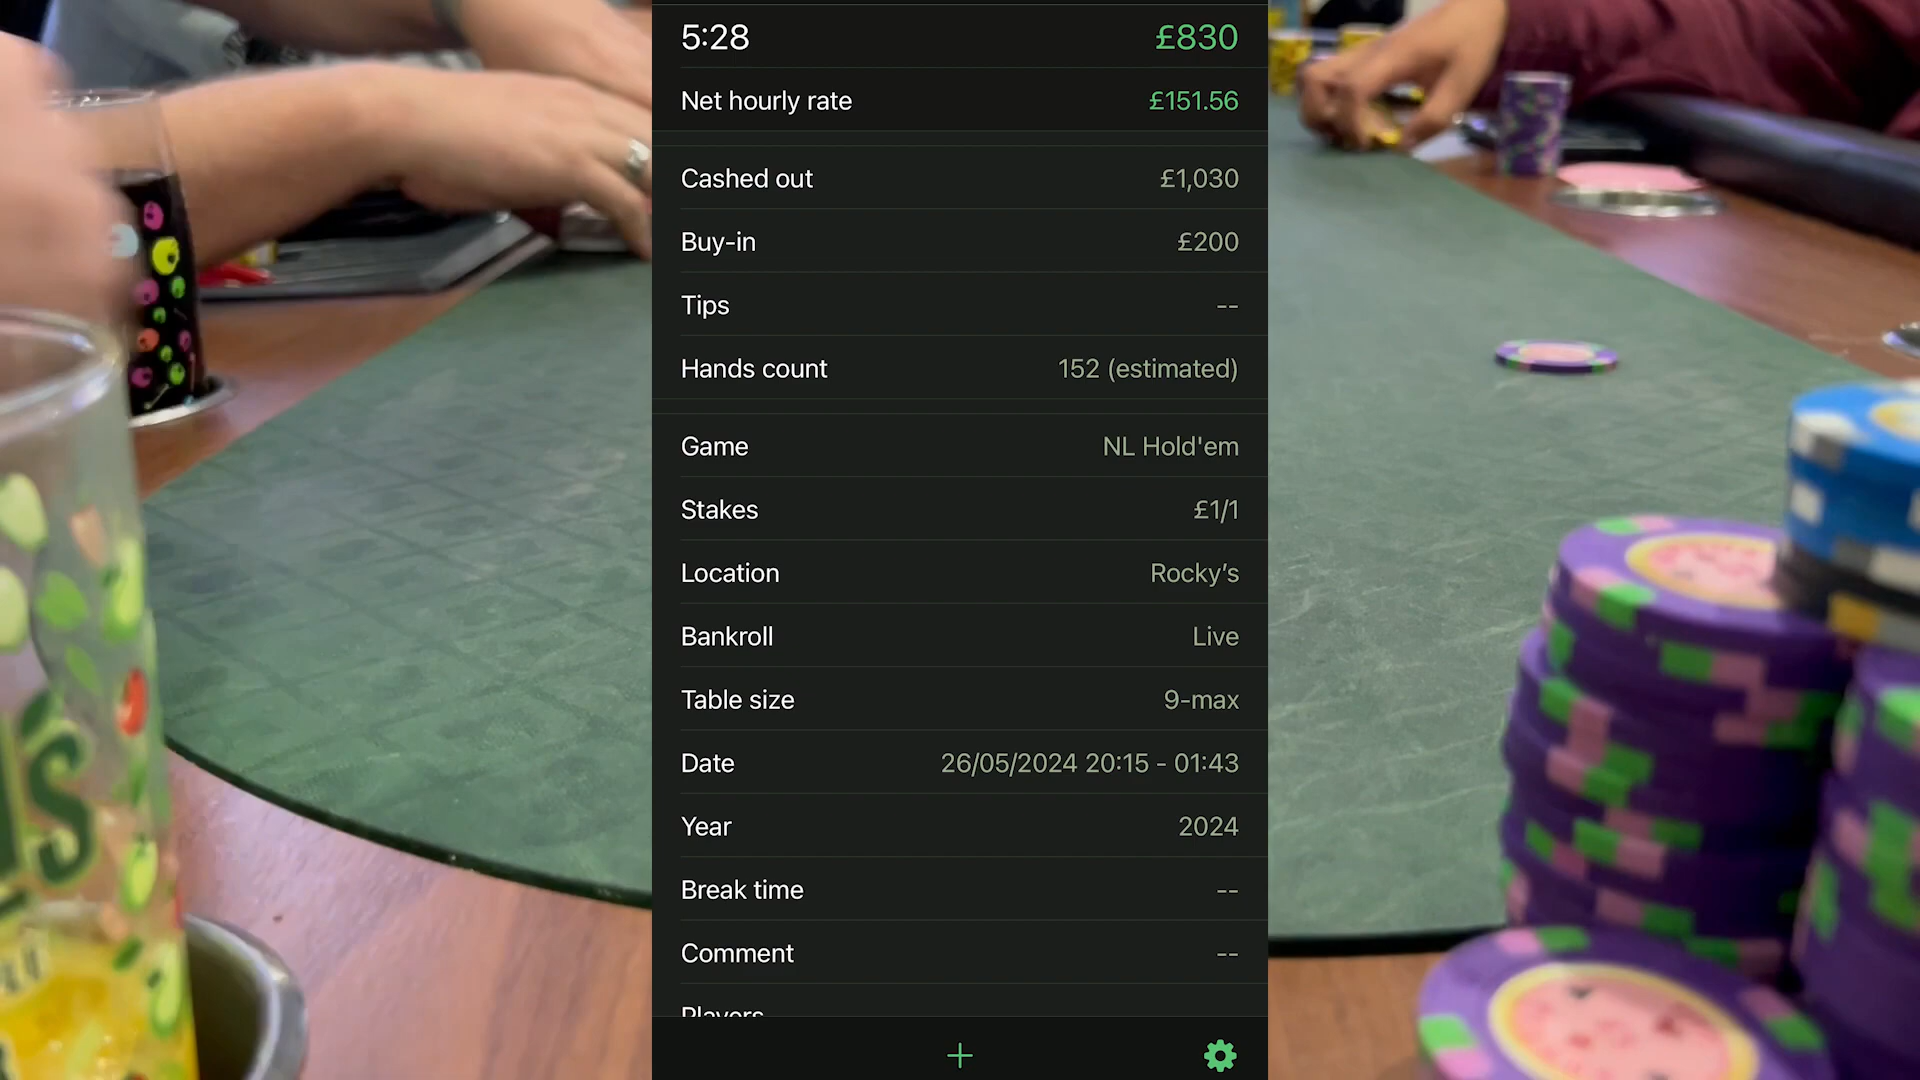 5:28 £830
Net hourly rate £151.56
Cashed out £1,030
Buy-in £200
Tips --
Hands count 152 (estimated)
Game NL Hold'em
Stakes £1/1
Location Rocky’s
Bankroll Live
Table size 9-max
Date 26/05/2024 20:15 - 01:43
Year 2024
Break time --
Comment --
Players